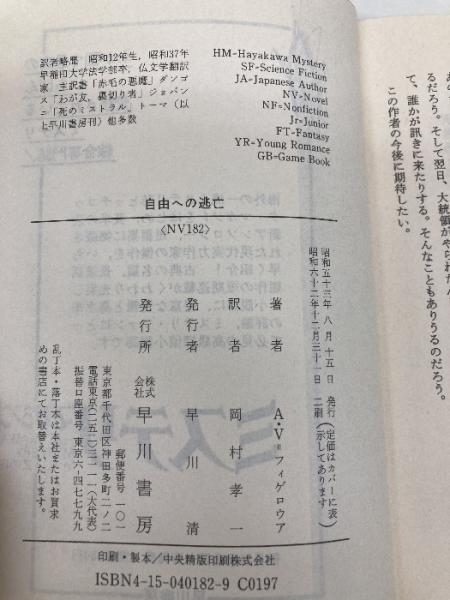 るだろう。そして翌日、大統領がやられた
て、誰かが訊きに来たりする。そんなこともありうるのだろう。
この作者の今後に期待したい。
訳者略歴 昭和12年生, 昭和37年
早稲田大学法学部卒, 仏文学翻訳
家 主訳書「赤毛の悪魔」ダンゴ
ス「わが友, 裏切り者」ジョバン
ニ「死のミストラル」トーマ(以
上早川書房刊)他多数
HM-Hayakawa Mystery
SF-Science Fiction
JA-Japanese Author
NV-Novel
NF-Nonfiction
Jr-Junior
FT-Fantasy
YR-Young Romance
GB-Game Book
自由への逃亡
〈NV182〉
昭和五十三年八月十五日 発行
昭和六十二年十二月三十一日 二刷
(定価はカバーに表示してあります)
著者 A・V=フィゲロウア
訳者 岡村孝一
発行者 早川清
発行所 株式会社 早川書房
郵便番号 一〇一
東京都千代田区神田多町二ノ二
電話東京(二五二)三一一一(大代表)
振替口座番号 東京六-四七七九九
乱丁本・落丁本は本社またはお買求
めの書店にてお取替えいたします。
印刷・製本/中央精版印刷株式会社
ISBN4-15-040182-9 C0197